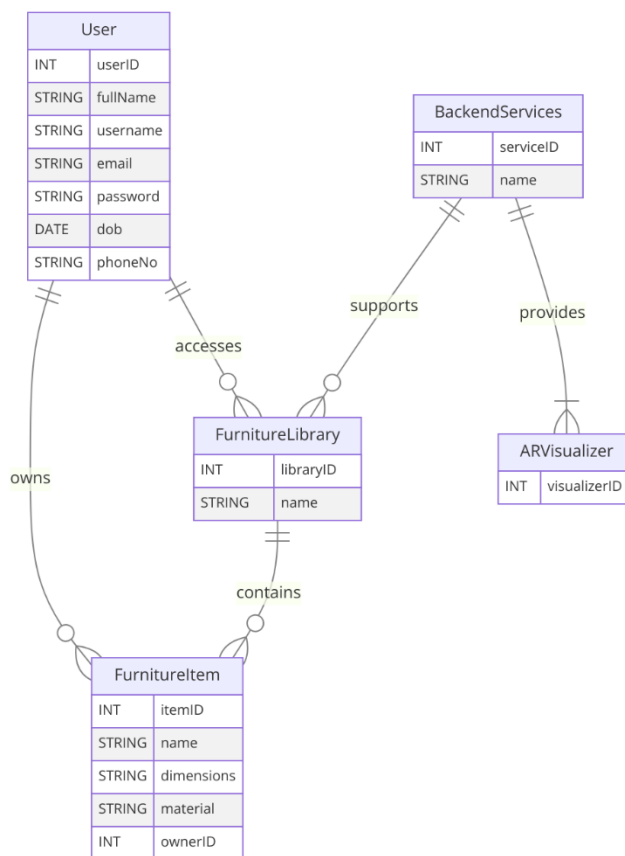 User
INT userID
STRING fullName
STRING username
STRING email
STRING password
DATE dob
STRING phoneNo
BackendServices
INT serviceID
STRING name
supports
provides
accesses
FurnitureLibrary
INT libraryID
STRING name
ARVisualizer
INT visualizerID
owns
contains
FurnitureItem
INT itemID
STRING name
STRING dimensions
STRING material
INT ownerID